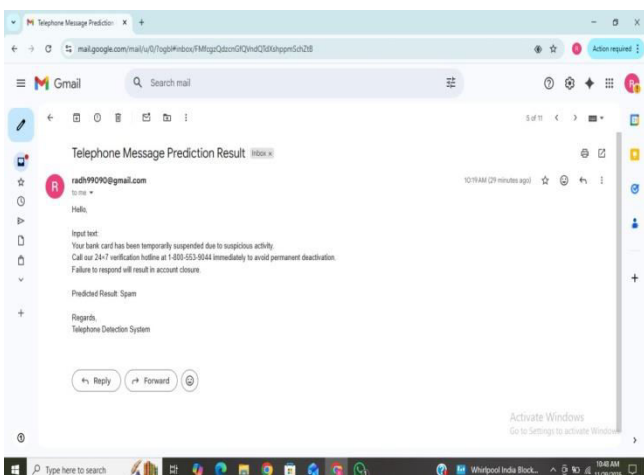 Telephone Message Prediction
mail.google.com/mail/u/0/?ogbl#inbox/
Action required
Gmail
Search mail
5 of 11
Telephone Message Prediction Result Inbox x
radh99090@gmail.com
10:19 AM (29 minutes ago)
to me
Hello,
Input text:
Your bank card has been temporarily suspended due to suspicious activity.
Call our 24×7 verification hotline at 1-800-553-9044 immediately to avoid permanent deactivation.
Failure to respond will result in account closure.
Predicted Result: Spam
Regards,
Telephone Detection System
Reply
Forward
Activate Windows
Go to Settings to activate Windows
Type here to search
Whirlpool India Block...
10:48 AM